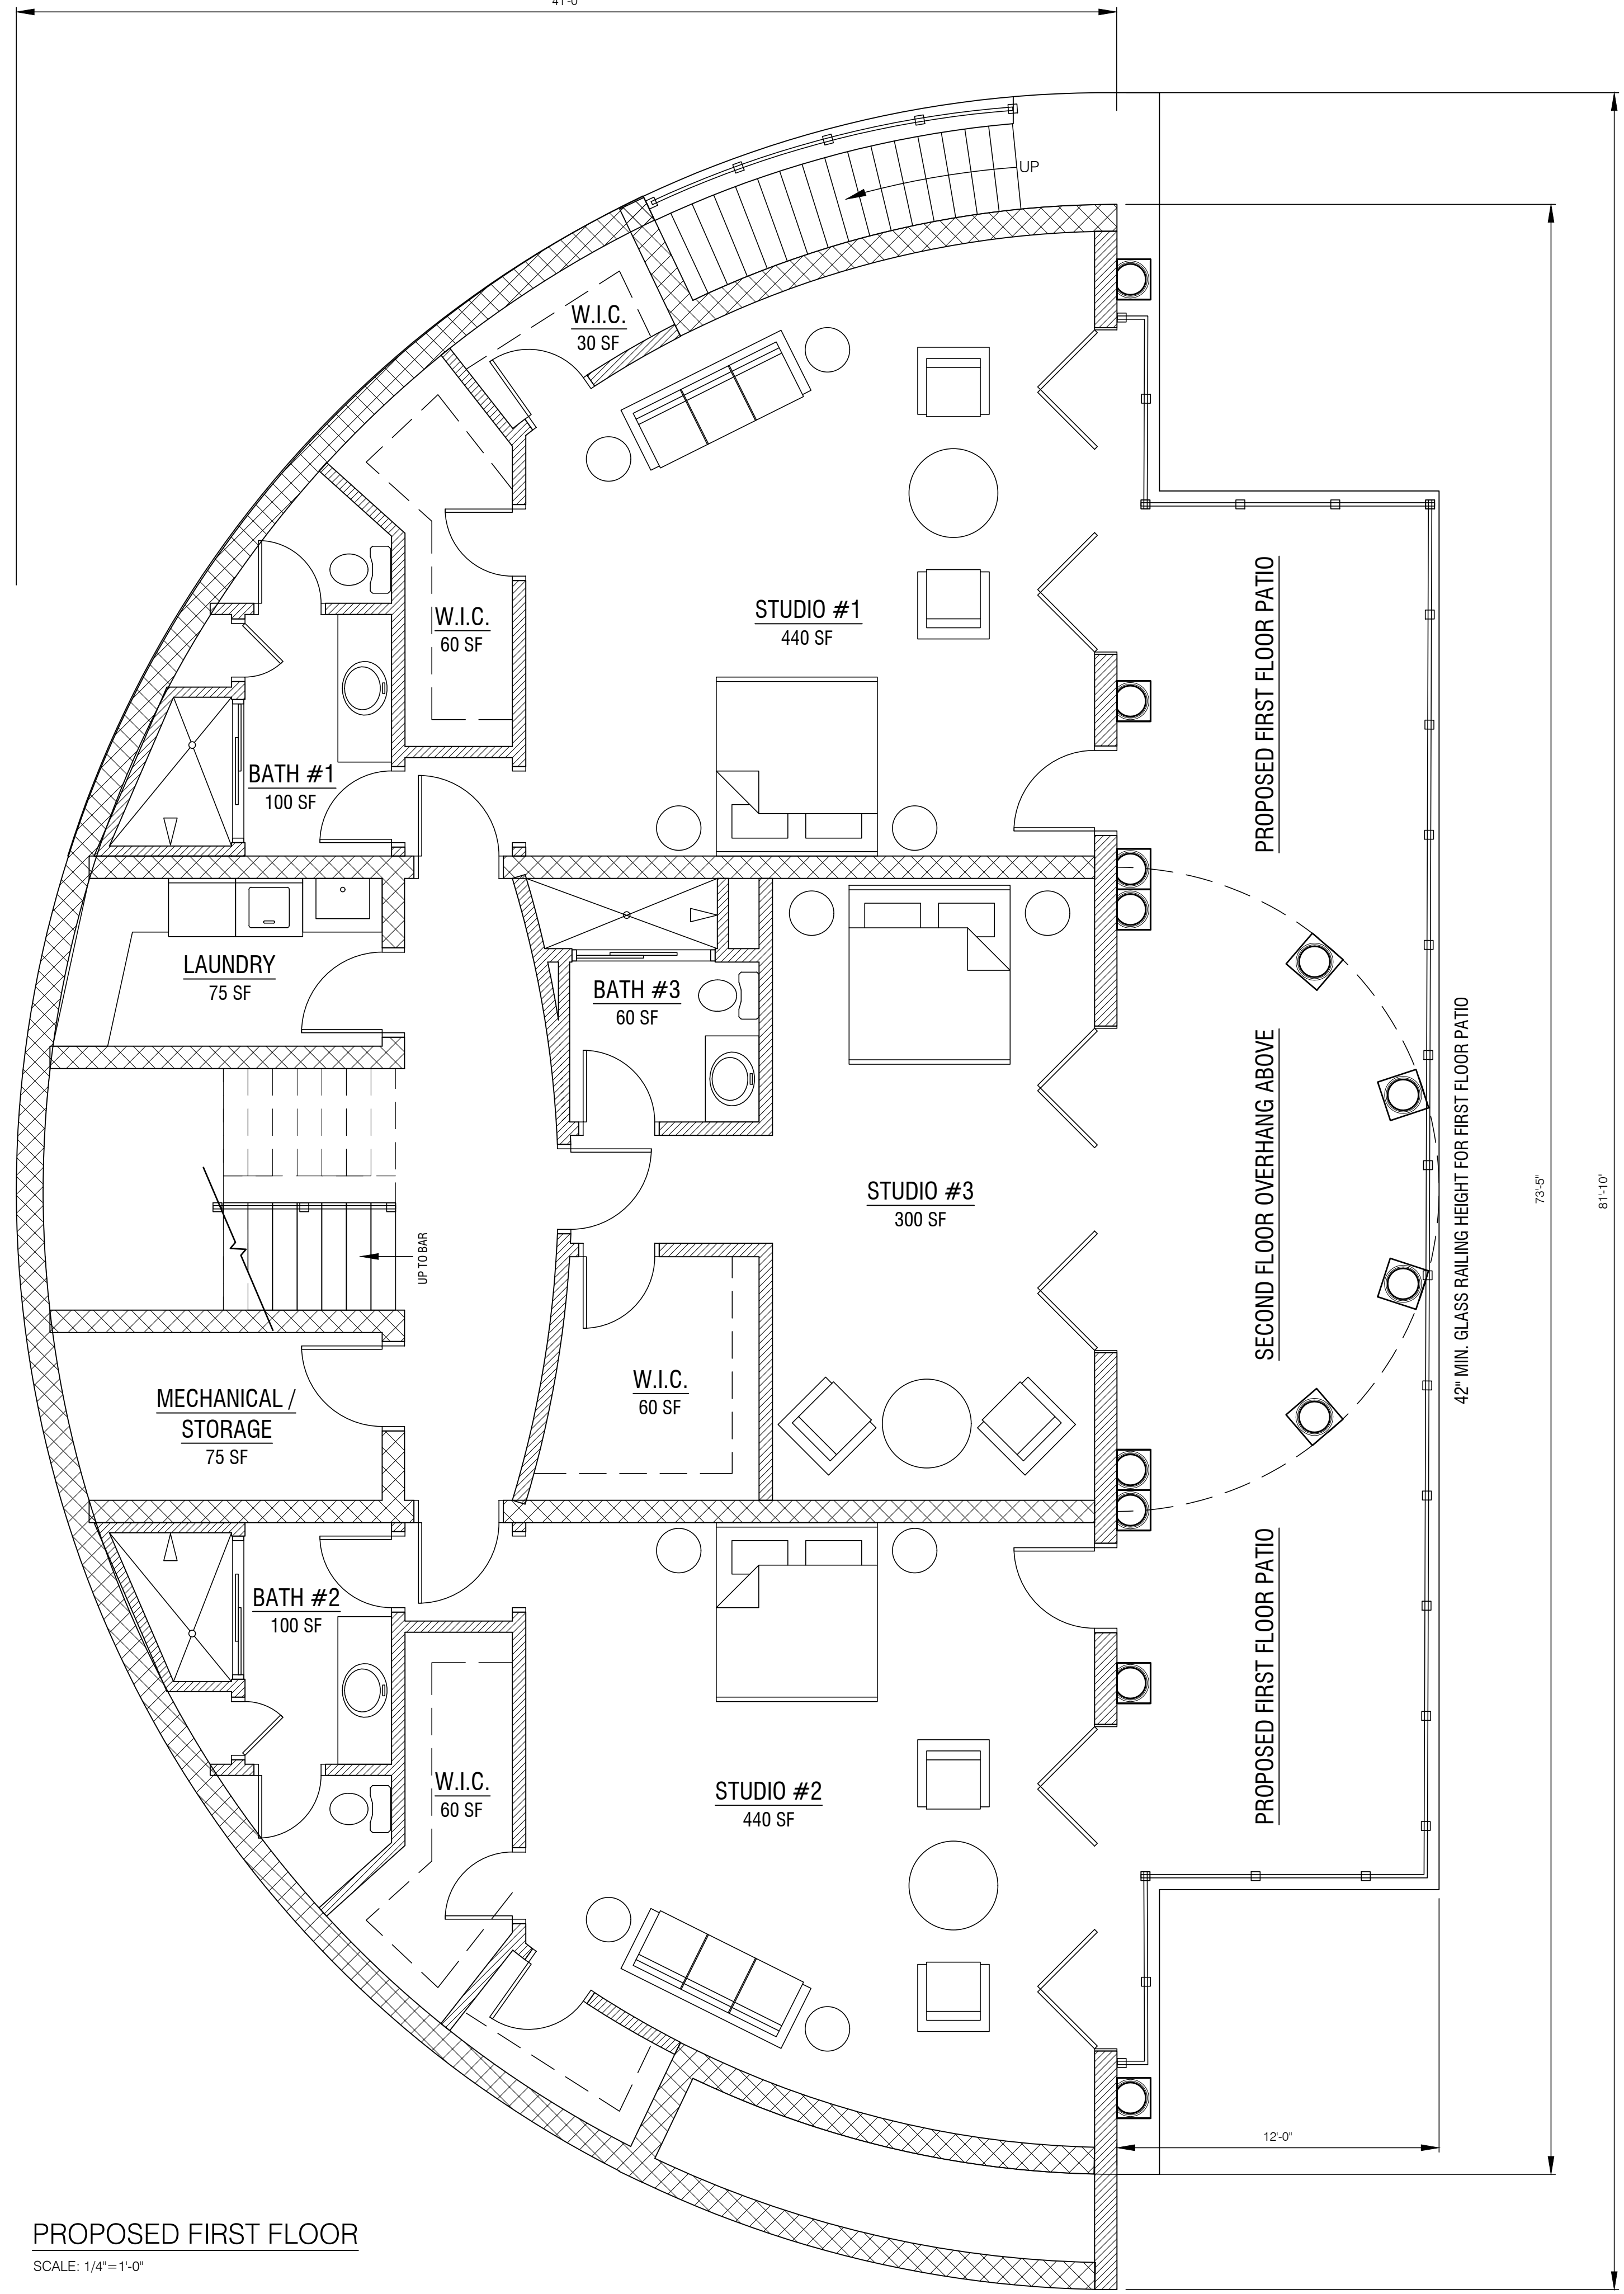 41'-0"
UP
W.I.C.
30 SF
W.I.C.
60 SF
STUDIO #1
440 SF
PROPOSED FIRST FLOOR PATIO
BATH #1
100 SF
LAUNDRY
75 SF
BATH #3
60 SF
STUDIO #3
300 SF
SECOND FLOOR OVERHANG ABOVE
42" MIN. GLASS RAILING HEIGHT FOR FIRST FLOOR PATIO
73'-5"
81'-10"
UP TO BAR
W.I.C.
60 SF
MECHANICAL /
STORAGE
75 SF
BATH #2
100 SF
W.I.C.
60 SF
STUDIO #2
440 SF
PROPOSED FIRST FLOOR PATIO
12'-0"
PROPOSED FIRST FLOOR
SCALE: 1/4"=1'-0"